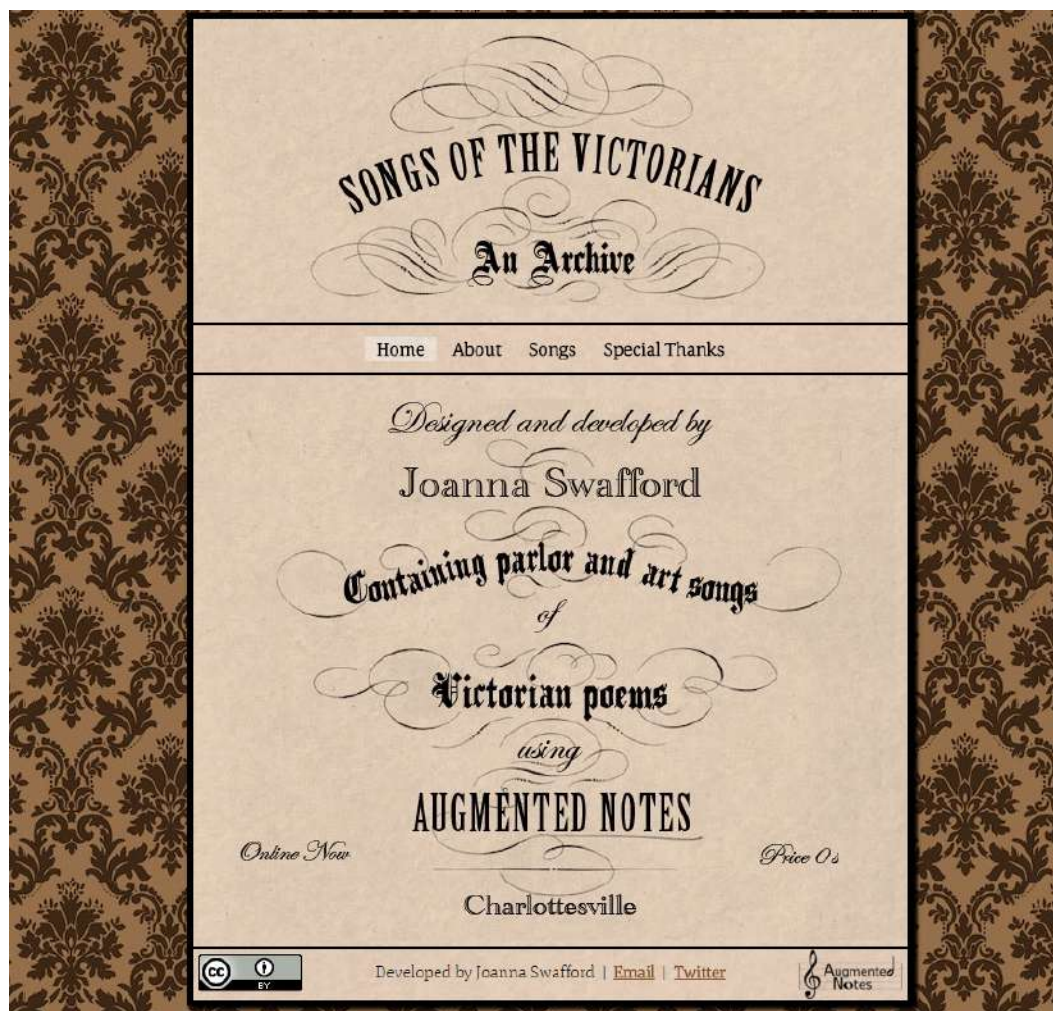 SONGS OF THE VICTORIANS
An Archive
Home About Songs Special Thanks
Designed and developed by
Joanna Swafford
Containing parlor and art songs
of
Victorian poems
using
AUGMENTED NOTES
Online Now Price 0s
Charlottesville
cc BY Developed by Joanna Swafford | Email | Twitter Augmented
Notes